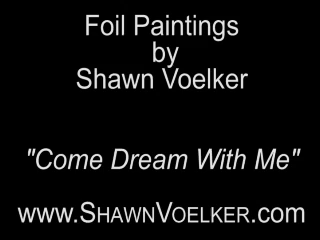 Foil Paintings
by
Shawn Voelker
"Come Dream With Me"
www.ShawnVoelker.com